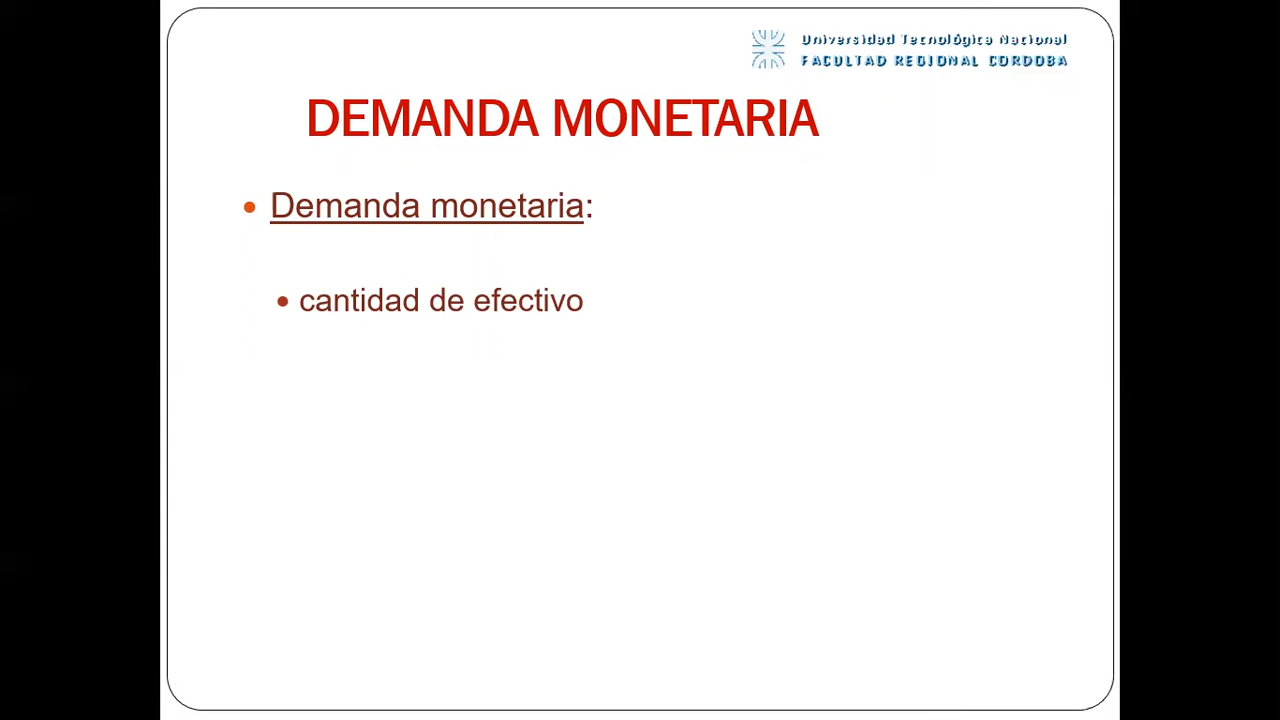 Universidad Tecnológica Nacional
FACULTAD REGIONAL CORDOBA
DEMANDA MONETARIA
• Demanda monetaria:
• cantidad de efectivo